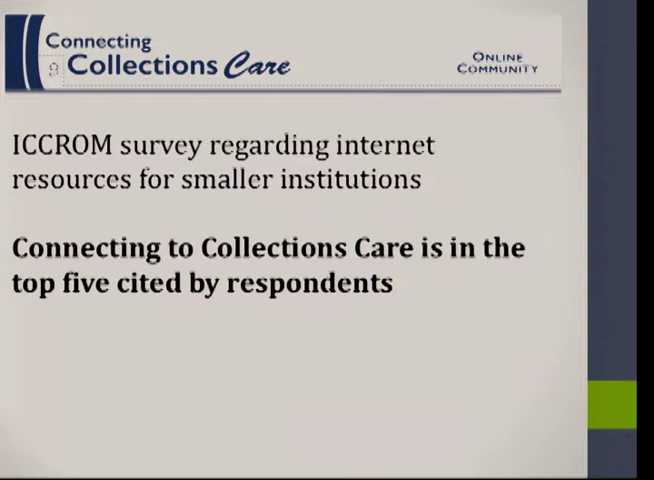 Connecting
to Collections Care
ONLINE
COMMUNITY
ICCROM survey regarding internet
resources for smaller institutions
Connecting to Collections Care is in the
top five cited by respondents